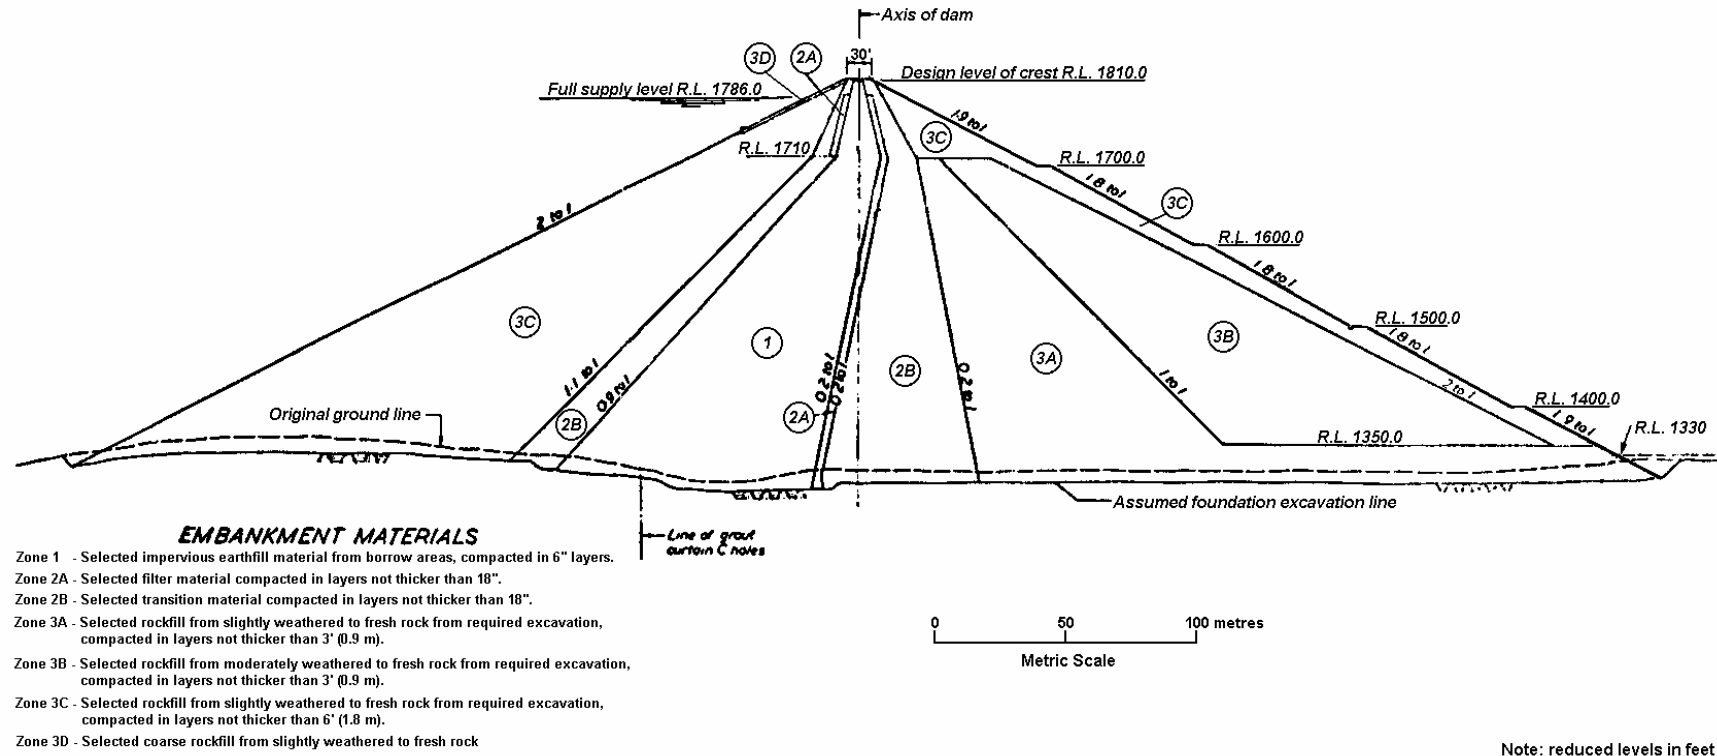 Axis of dam
3D
2A
30'
Design level of crest R.L. 1810.0
Full supply level R.L. 1786.0
1.9 to 1
3C
R.L. 1710
R.L. 1700.0
1.8 to 1
3C
2 to 1
R.L. 1600.0
1.8 to 1
3C
1
R.L. 1500.0
3B
1.8 to 1
3A
2B
0.2 to 1
0.2 to 1
0.2 to 1
1.1 to 1
0.9 to 1
1 to 1
2 to 1
R.L. 1400.0
1.9 to 1
Original ground line
2A
2B
R.L. 1350.0
R.L. 1330
Assumed foundation excavation line
Line of grout
curtain C holes
EMBANKMENT MATERIALS
Zone 1 - Selected impervious earthfill material from borrow areas, compacted in 6" layers.
Zone 2A - Selected filter material compacted in layers not thicker than 18".
Zone 2B - Selected transition material compacted in layers not thicker than 18".
Zone 3A - Selected rockfill from slightly weathered to fresh rock from required excavation,
compacted in layers not thicker than 3' (0.9 m).
Zone 3B - Selected rockfill from moderately weathered to fresh rock from required excavation,
compacted in layers not thicker than 3' (0.9 m).
Zone 3C - Selected rockfill from slightly weathered to fresh rock from required excavation,
compacted in layers not thicker than 6' (1.8 m).
Zone 3D - Selected coarse rockfill from slightly weathered to fresh rock
0 50 100 metres
Metric Scale
Note: reduced levels in feet